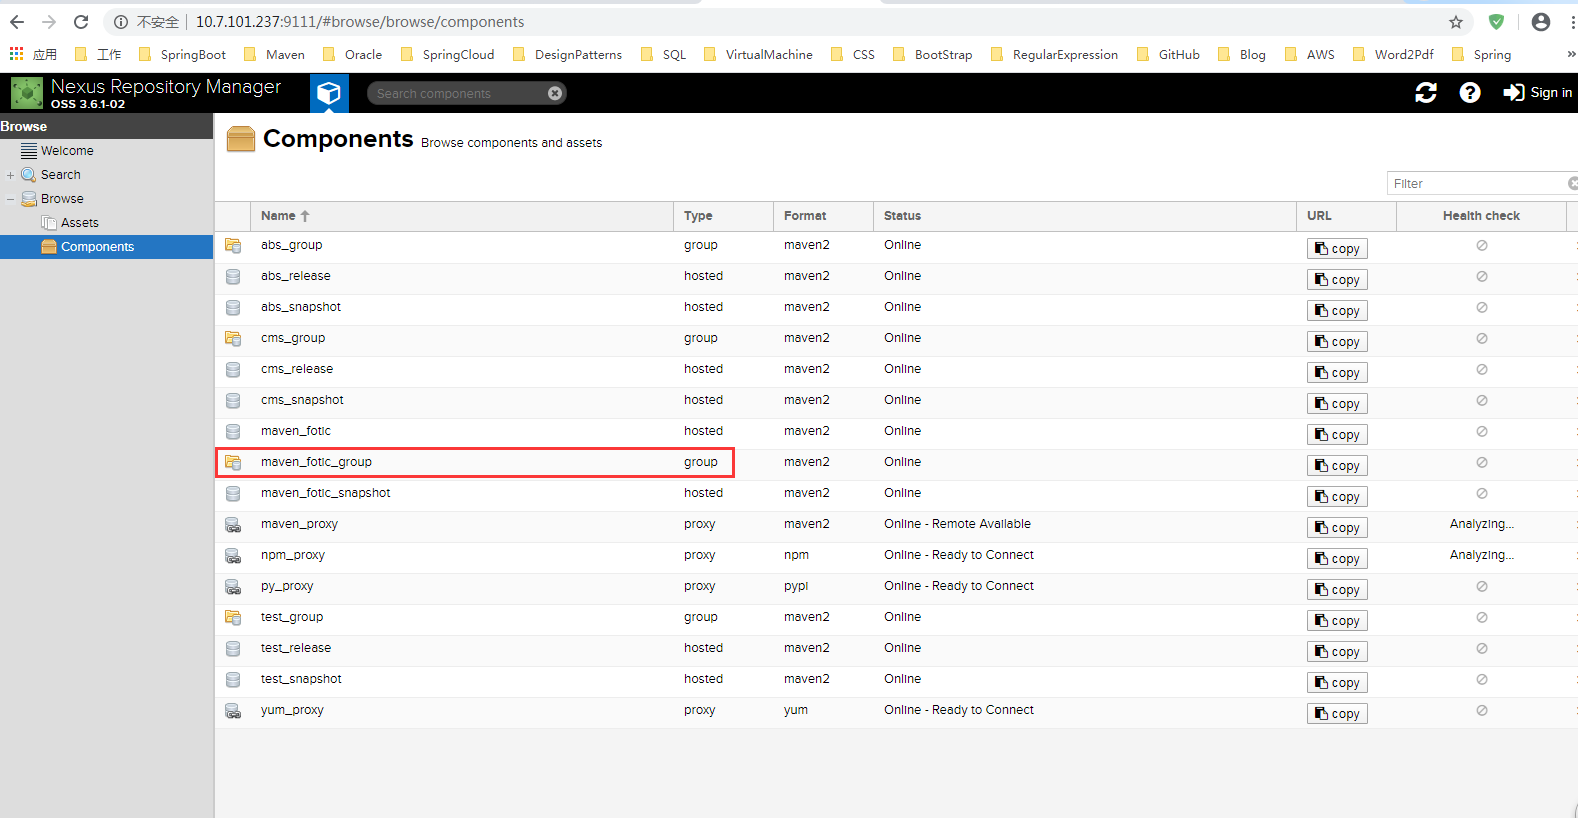 不安全 10.7.101.237:9111/#browse/browse/components
应用 工作 SpringBoot Maven Oracle SpringCloud DesignPatterns SQL VirtualMachine CSS BootStrap RegularExpression GitHub Blog AWS Word2Pdf Spring »
Nexus Repository Manager
OSS 3.6.1-02
Search components
Sign in
Browse
Welcome
Search
Browse
Assets
Components
Components Browse components and assets
Filter
Name Type Format Status URL Health check
abs_group group maven2 Online copy
abs_release hosted maven2 Online copy
abs_snapshot hosted maven2 Online copy
cms_group group maven2 Online copy
cms_release hosted maven2 Online copy
cms_snapshot hosted maven2 Online copy
maven_fotic hosted maven2 Online copy
maven_fotic_group group maven2 Online copy
maven_fotic_snapshot hosted maven2 Online copy
maven_proxy proxy maven2 Online - Remote Available copy Analyzing...
npm_proxy proxy npm Online - Ready to Connect copy Analyzing...
py_proxy proxy pypi Online - Ready to Connect copy
test_group group maven2 Online copy
test_release hosted maven2 Online copy
test_snapshot hosted maven2 Online copy
yum_proxy proxy yum Online - Ready to Connect copy